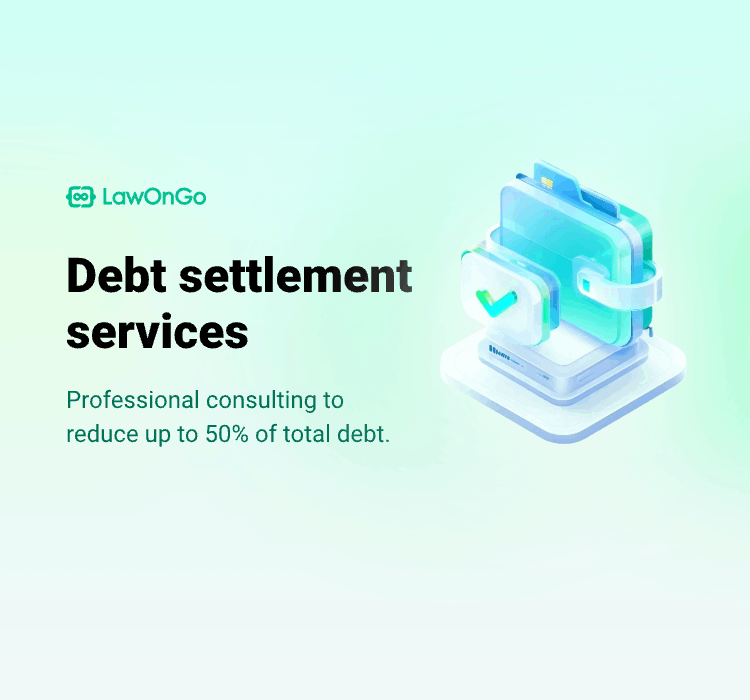 LawOnGo
Debt settlement
services
Professional consulting to
reduce up to 50% of total debt.